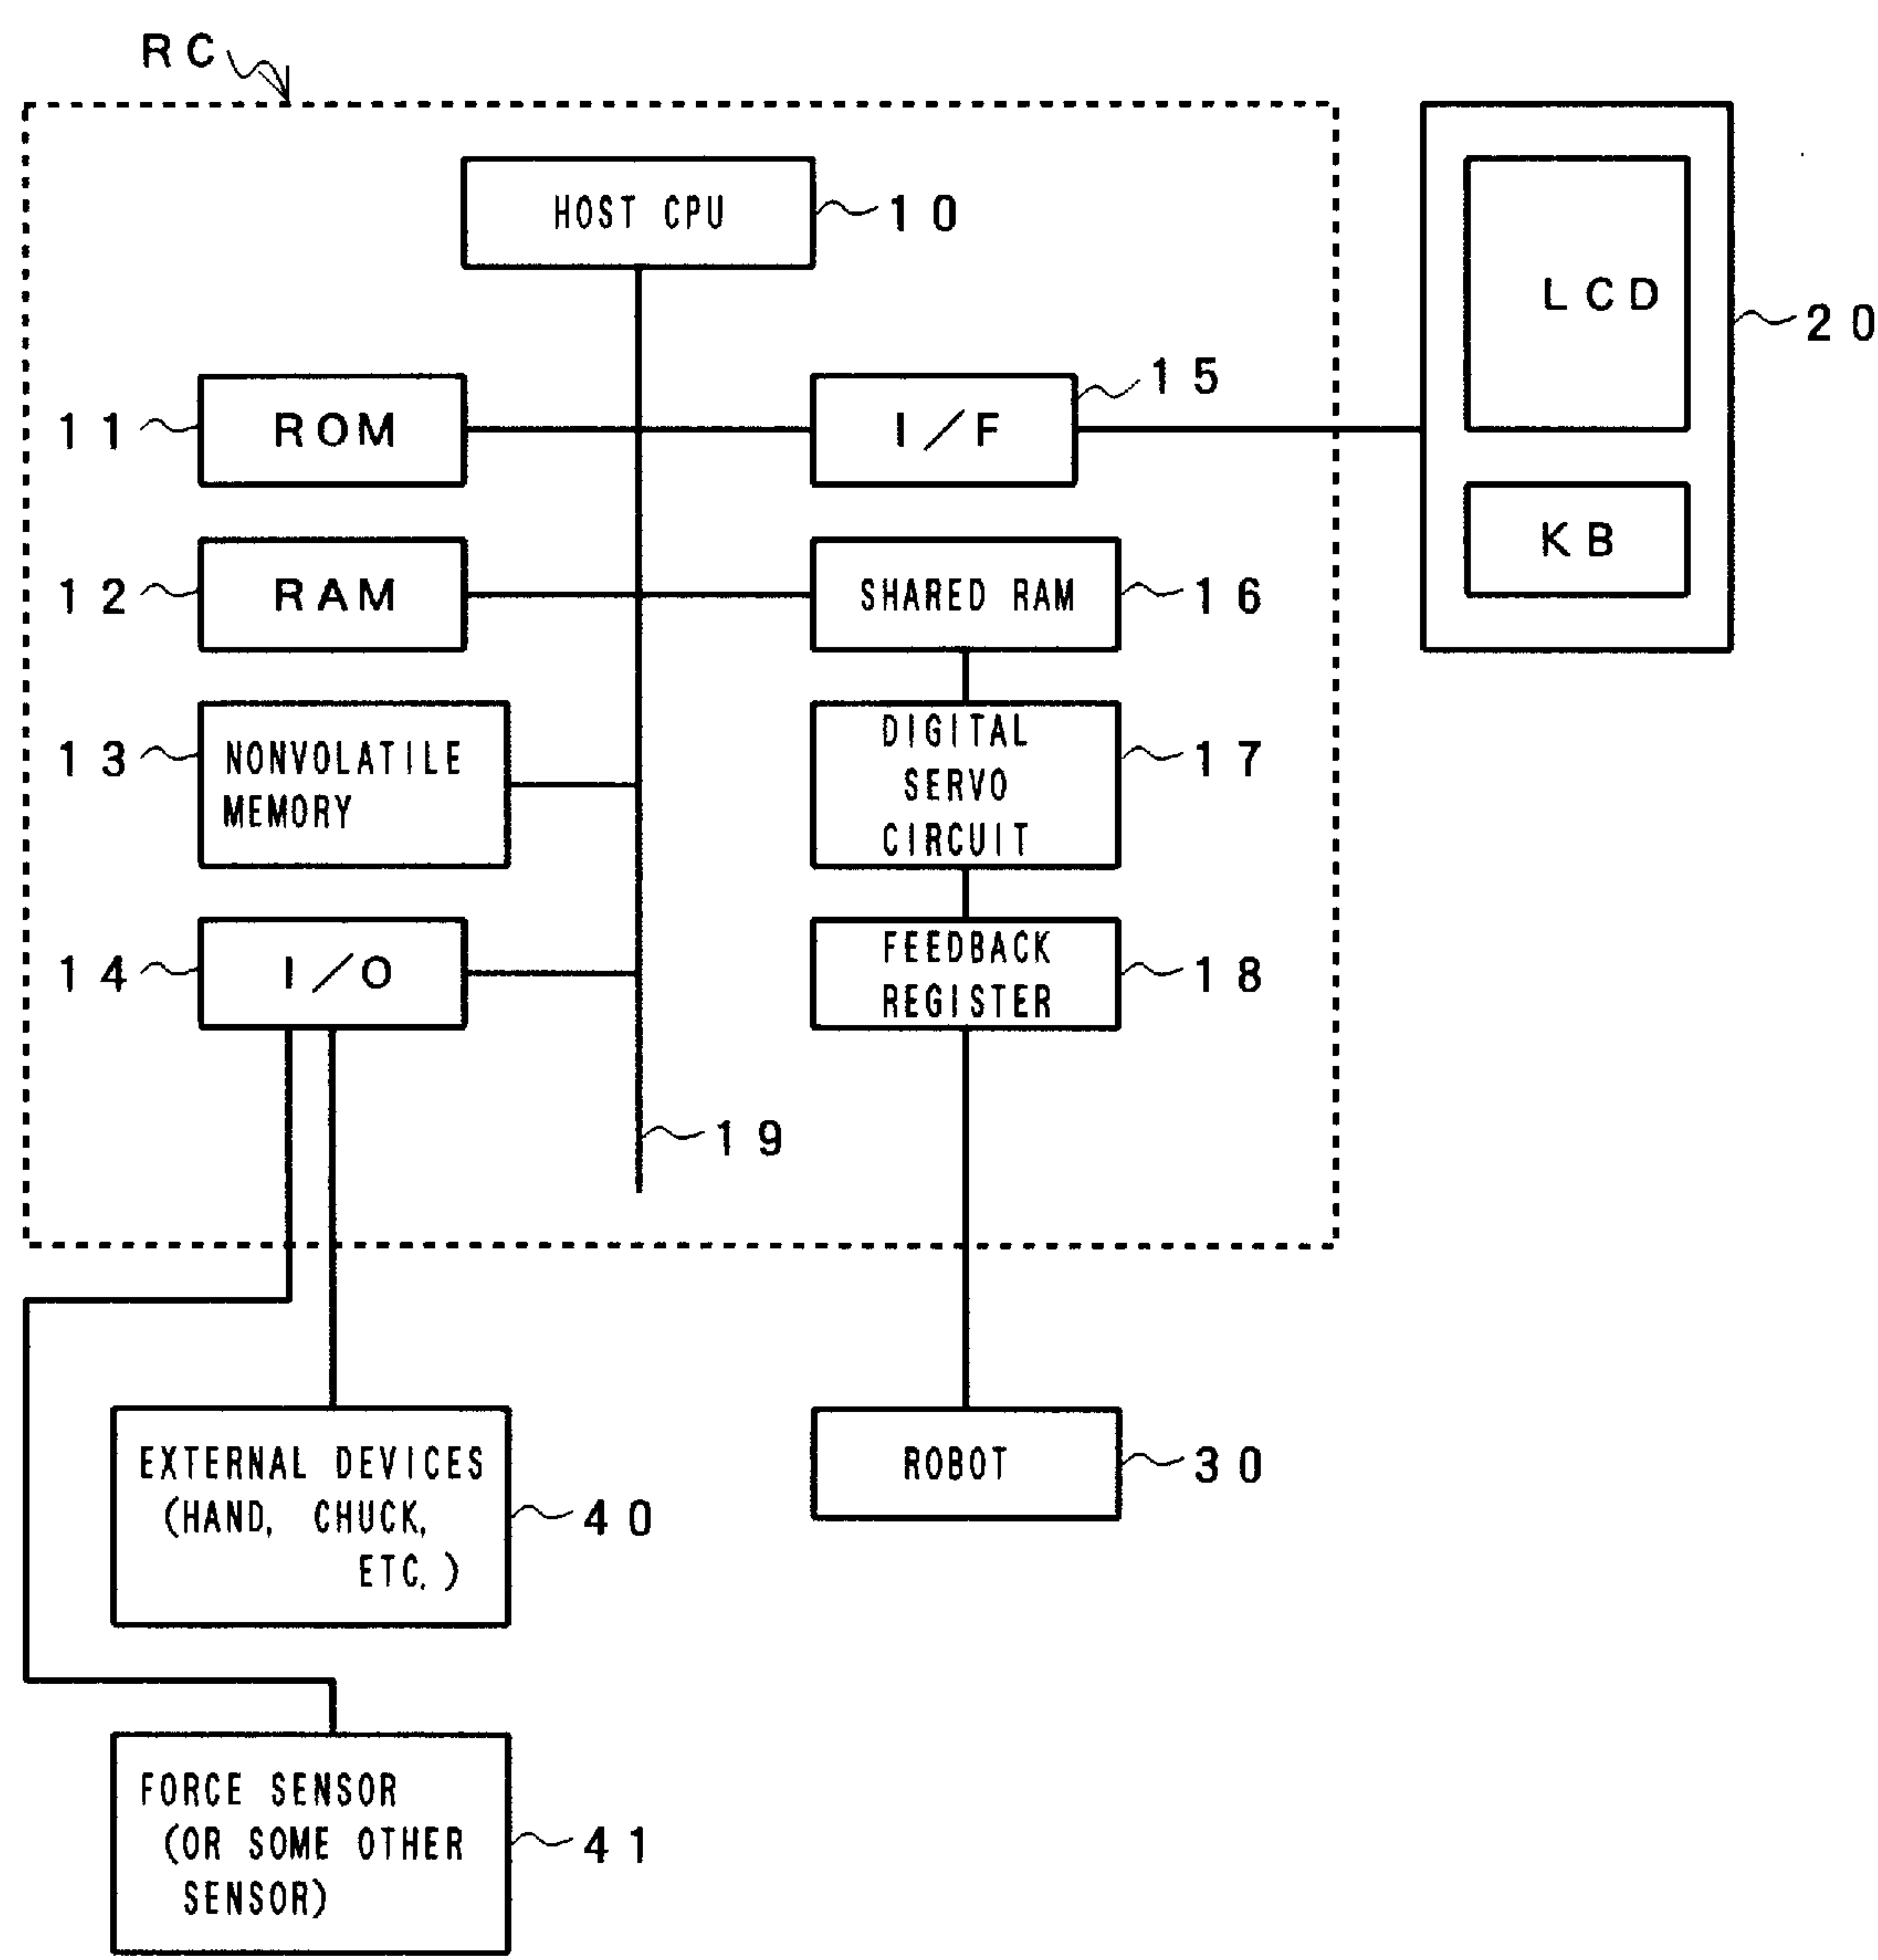 RC
HOST CPU
10
LCD
20
11
ROM
I/F
15
KB
12
RAM
SHARED RAM
16
13
NONVOLATILE
MEMORY
DIGITAL
SERVO
CIRCUIT
17
14
I/O
FEEDBACK
REGISTER
18
19
EXTERNAL DEVICES
(HAND, CHUCK,
ETC,)
40
ROBOT
30
FORCE SENSOR
(OR SOME OTHER
SENSOR)
41